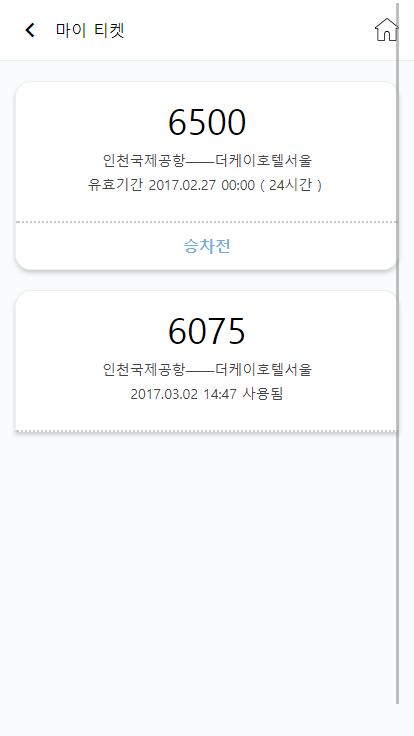 마이 티켓
6500
인천국제공항——더케이호텔서울
유효기간 2017.02.27 00:00 ( 24시간 )
승차전
6075
인천국제공항——더케이호텔서울
2017.03.02 14:47 사용됨